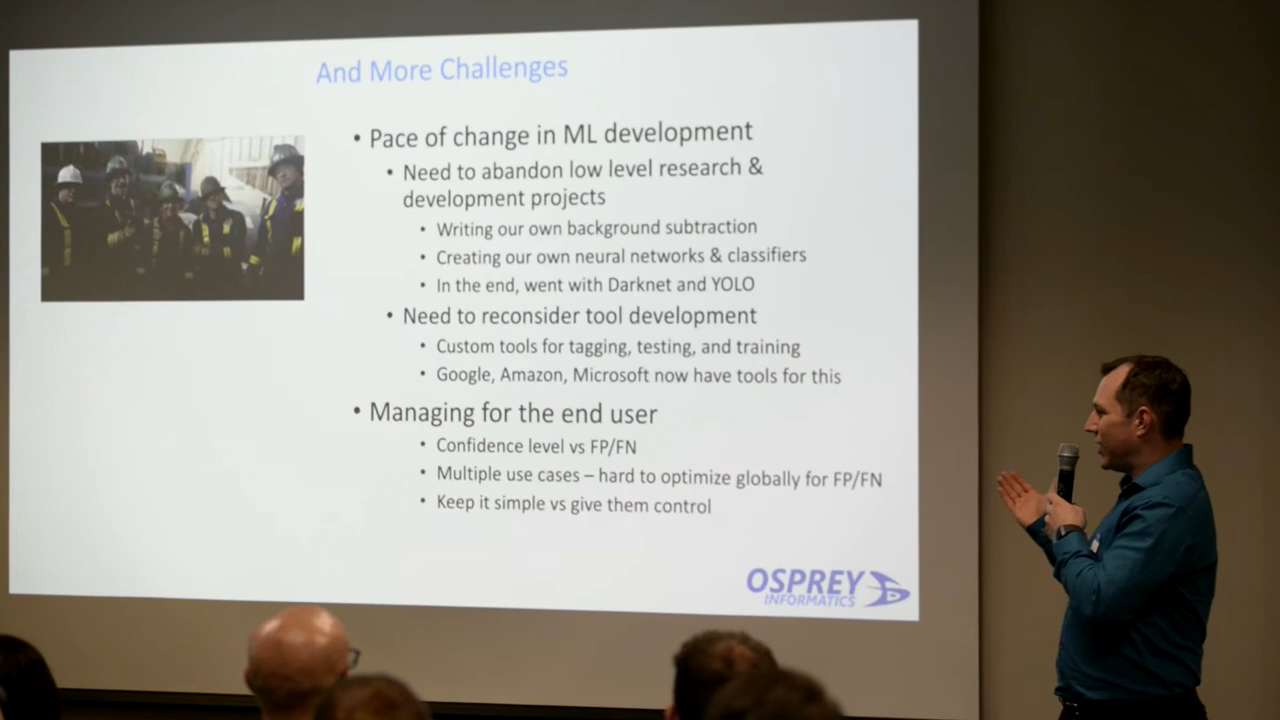 And More Challenges
• Pace of change in ML development
• Need to abandon low level research &
development projects
• Writing our own background subtraction
• Creating our own neural networks & classifiers
• In the end, went with Darknet and YOLO
• Need to reconsider tool development
• Custom tools for tagging, testing, and training
• Google, Amazon, Microsoft now have tools for this
• Managing for the end user
• Confidence level vs FP/FN
• Multiple use cases – hard to optimize globally for FP/FN
• Keep it simple vs give them control
OSPREY
INFORMATICS